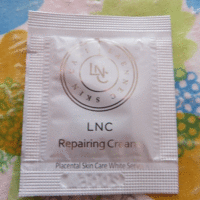 LNC
LNC
Repairing Cream
Placental Skin Care White Series